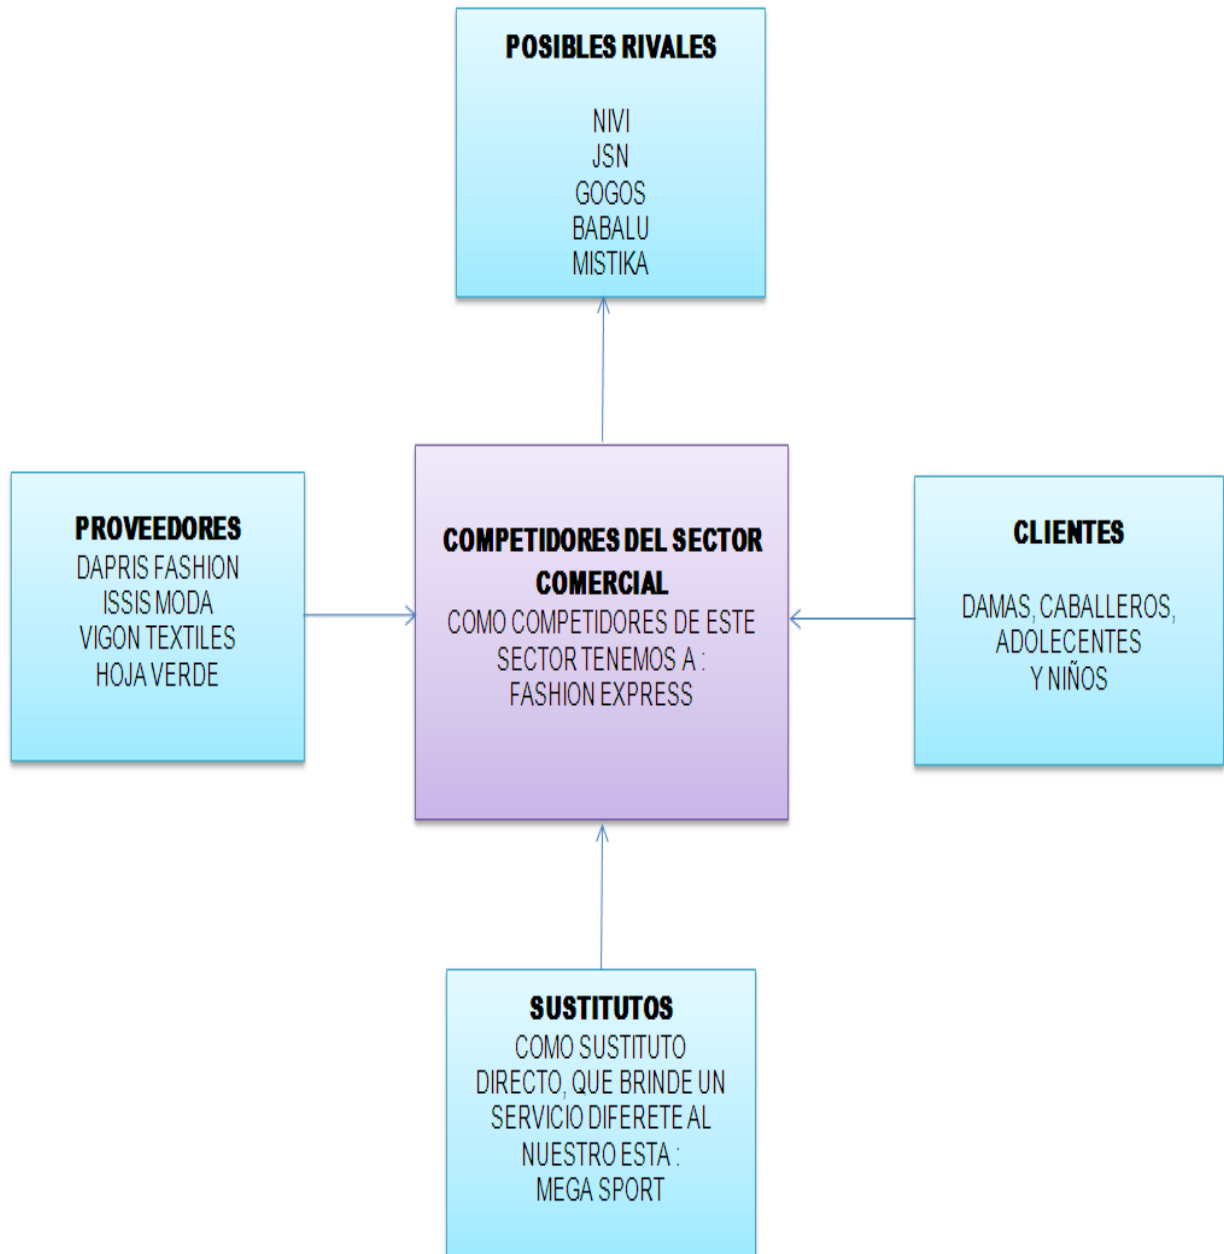 POSIBLES RIVALES
NIVI
JSN
GOGOS
BABALU
MISTIKA
PROVEEDORES
DAPRIS FASHION
ISSIS MODA
VIGON TEXTILES
HOJA VERDE
COMPETIDORES DEL SECTOR
COMERCIAL
COMO COMPETIDORES DE ESTE
SECTOR TENEMOS A :
FASHION EXPRESS
CLIENTES
DAMAS, CABALLEROS,
ADOLECENTES
Y NIÑOS
SUSTITUTOS
COMO SUSTITUTO
DIRECTO, QUE BRINDE UN
SERVICIO DIFERETE AL
NUESTRO ESTA :
MEGA SPORT